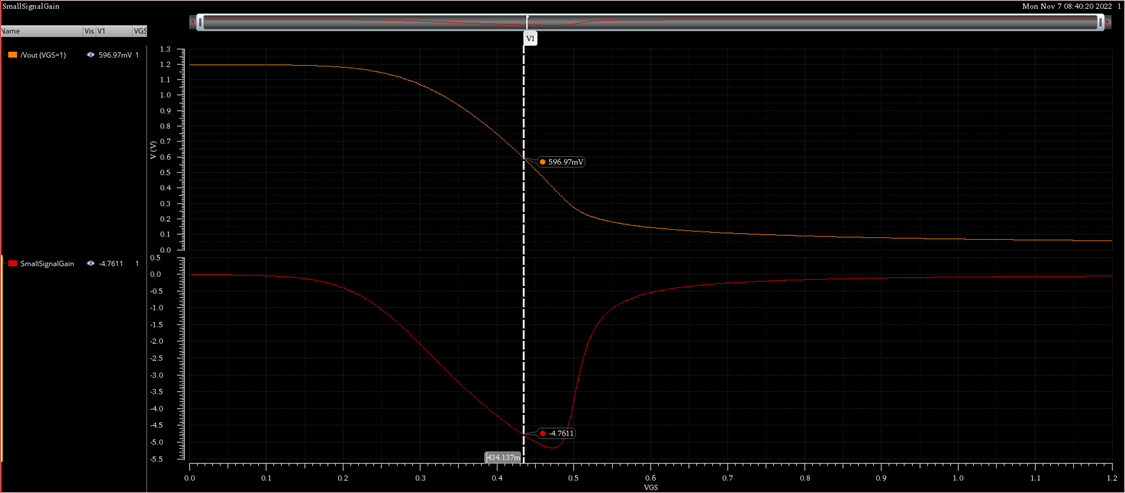 SmallSignalGain
Mon Nov 7 08:40:20 2022 1
Name Vis V1 VGS
V1
/Vout (VGS=1) 596.97mV 1
1.3
1.2
1.1
1.0
0.9
0.8
0.7
0.6
0.5
0.4
0.3
0.2
0.1
0.0
V (V)
596.97mV
SmallSignalGain -4.7611 1
0.5
0.0
-0.5
-1.0
-1.5
-2.0
-2.5
-3.0
-3.5
-4.0
-4.5
-5.0
-5.5
-4.7611
434.137m
0.0 0.1 0.2 0.3 0.4 0.5 0.6 0.7 0.8 0.9 1.0 1.1 1.2
VGS